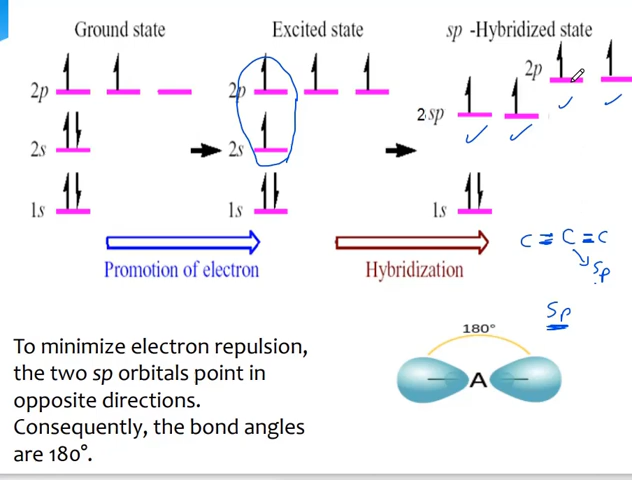 Ground state Excited state sp -Hybridized state
2p 2p 2p
2s 2s 2sp
1s 1s 1s
Promotion of electron Hybridization
C = C = C
sp
sp
180°
A
To minimize electron repulsion,
the two sp orbitals point in
opposite directions.
Consequently, the bond angles
are 180°.